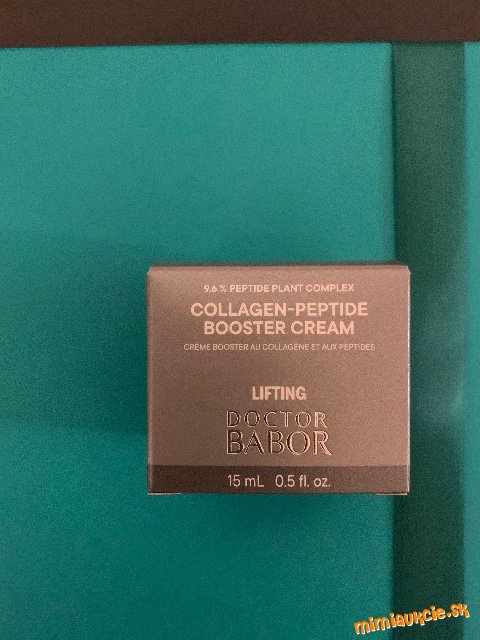 9.6 % PEPTIDE PLANT COMPLEX
COLLAGEN-PEPTIDE
BOOSTER CREAM
CRÈME BOOSTER AU COLLAGÈNE ET AUX PEPTIDES
LIFTING
DOCTOR
BABOR
15 mL 0.5 fl. oz.
mimiaukcie.sk